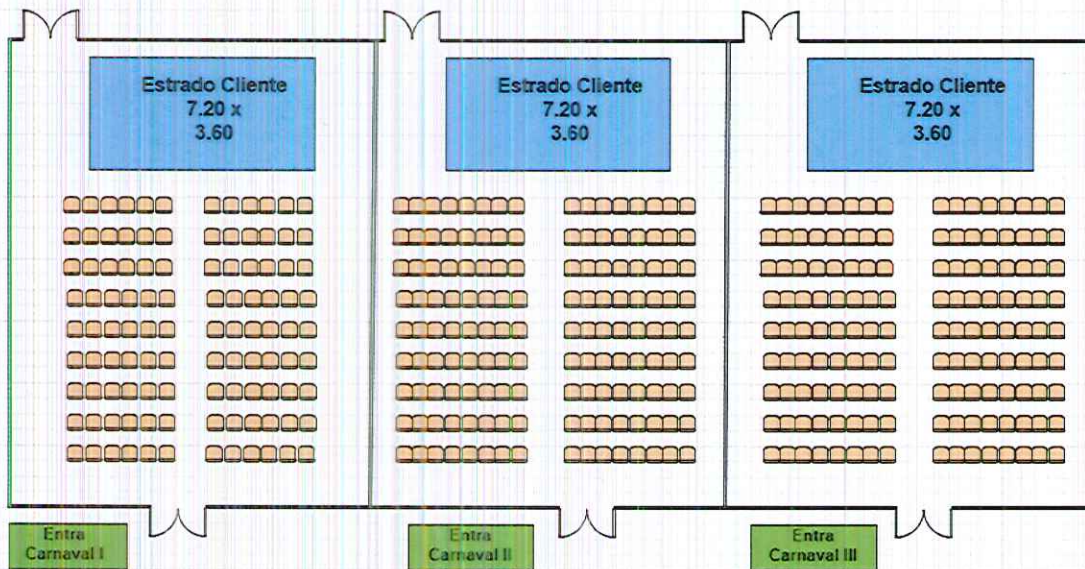 Estrado Cliente
7.20 x
3.60
Estrado Cliente
7.20 x
3.60
Estrado Cliente
7.20 x
3.60
Entra
Carnaval I
Entra
Carnaval II
Entra
Carnaval III